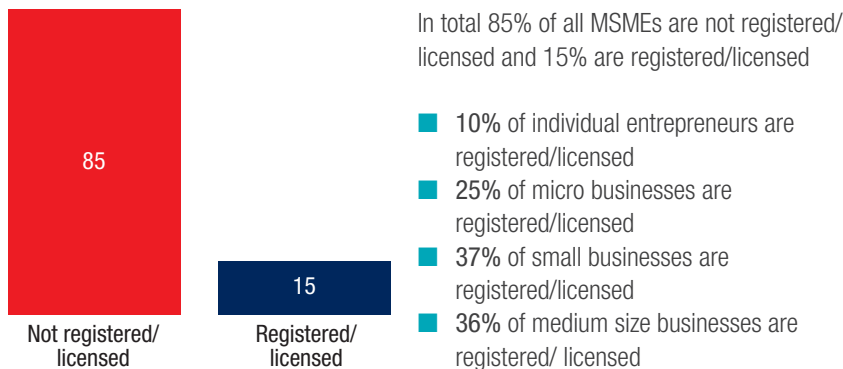 85
15
Not registered/
licensed
Registered/
licensed
In total 85% of all MSMEs are not registered/
licensed and 15% are registered/licensed
10% of individual entrepreneurs are
registered/licensed
25% of micro businesses are
registered/licensed
37% of small businesses are
registered/licensed
36% of medium size businesses are
registered/ licensed